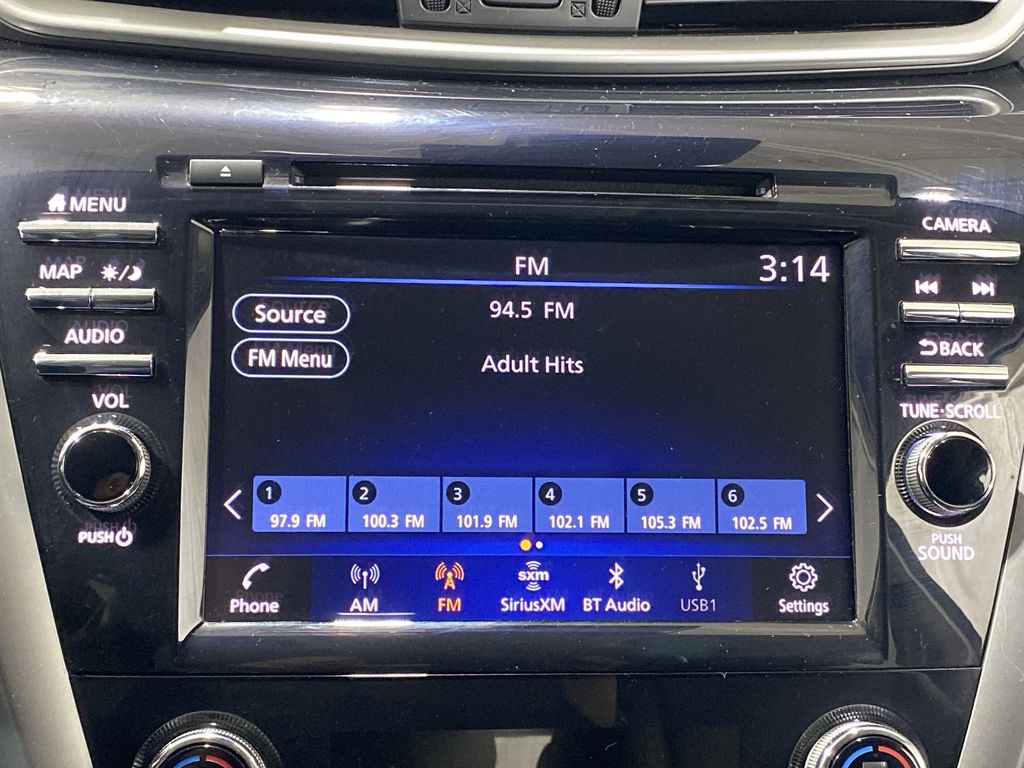 MENU
CAMERA
MAP
FM
3:14
Source
94.5 FM
AUDIO
FM Menu
Adult Hits
BACK
VOL
TUNE·SCROLL
1
2
3
4
5
6
97.9 FM
100.3 FM
101.9 FM
102.1 FM
105.3 FM
102.5 FM
PUSH
PUSH
SOUND
sxm
Phone
AM
FM
SiriusXM
BT Audio
USB1
Settings